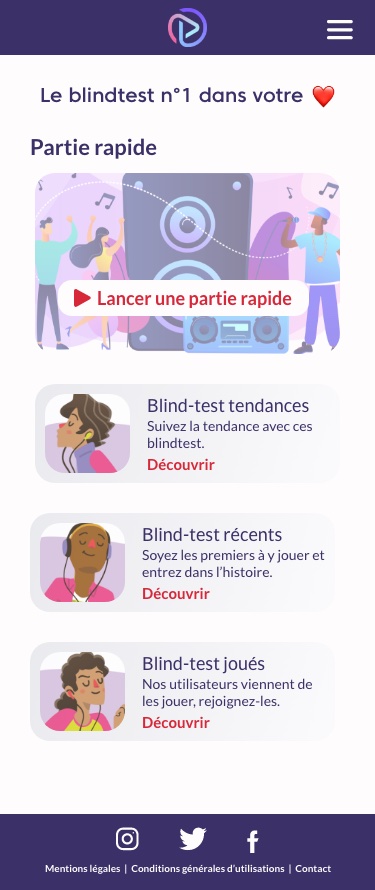 Le blindtest n°1 dans votre ❤️
Partie rapide
Lancer une partie rapide
Blind-test tendances
Suivez la tendance avec ces
blindtest.
Découvrir
Blind-test récents
Soyez les premiers à y jouer et
entrez dans l'histoire.
Découvrir
Blind-test joués
Nos utilisateurs viennent de
les jouer, rejoignez-les.
Découvrir
Mentions légales | Conditions générales d'utilisations | Contact